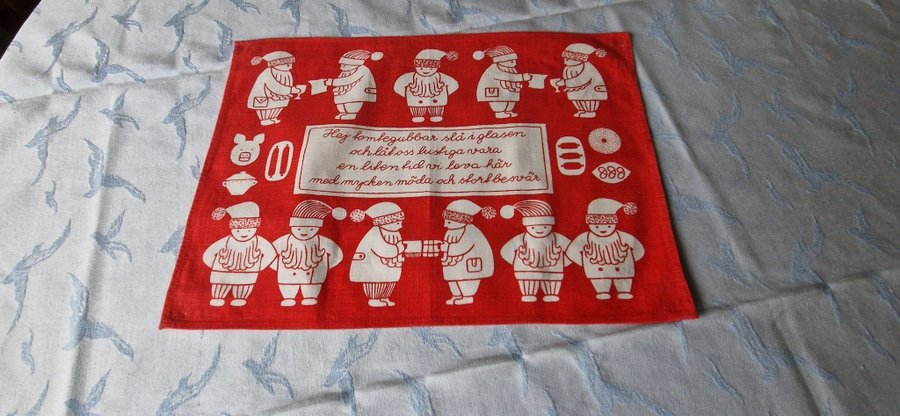 Hej tomtegubbar slå i glasen
och låt oss lustiga vara
en liten tid vi leva här
med mycken möda och stort besvär